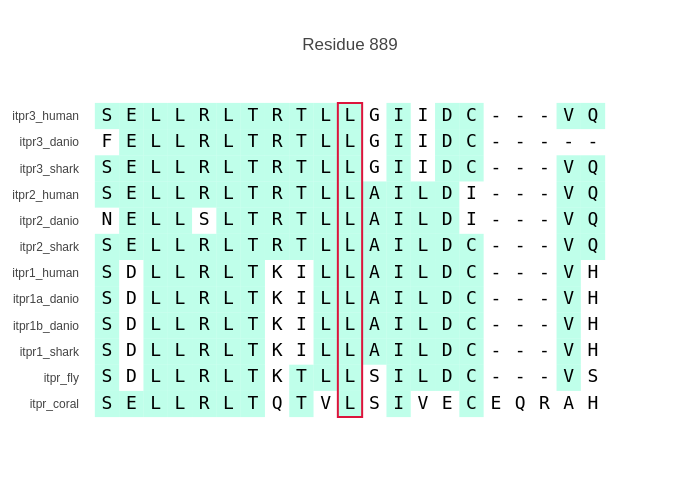 Residue 889
itpr3_human S E L L R L T R T L L G I I D C - - - V Q
itpr3_danio F E L L R L T R T L L G I I D C - - - - -
itpr3_shark S E L L R L T R T L L G I I D C - - - V Q
itpr2_human S E L L R L T R T L L A I L D I - - - V Q
itpr2_danio N E L L S L T R T L L A I L D I - - - V Q
itpr2_shark S E L L R L T R T L L A I L D C - - - V Q
itpr1_human S D L L R L T K I L L A I L D C - - - V H
itpr1a_danio S D L L R L T K I L L A I L D C - - - V H
itpr1b_danio S D L L R L T K I L L A I L D C - - - V H
itpr1_shark S D L L R L T K I L L A I L D C - - - V H
itpr_fly S D L L R L T K T L L S I L D C - - - V S
itpr_coral S E L L R L T Q T V L S I V E C E Q R A H